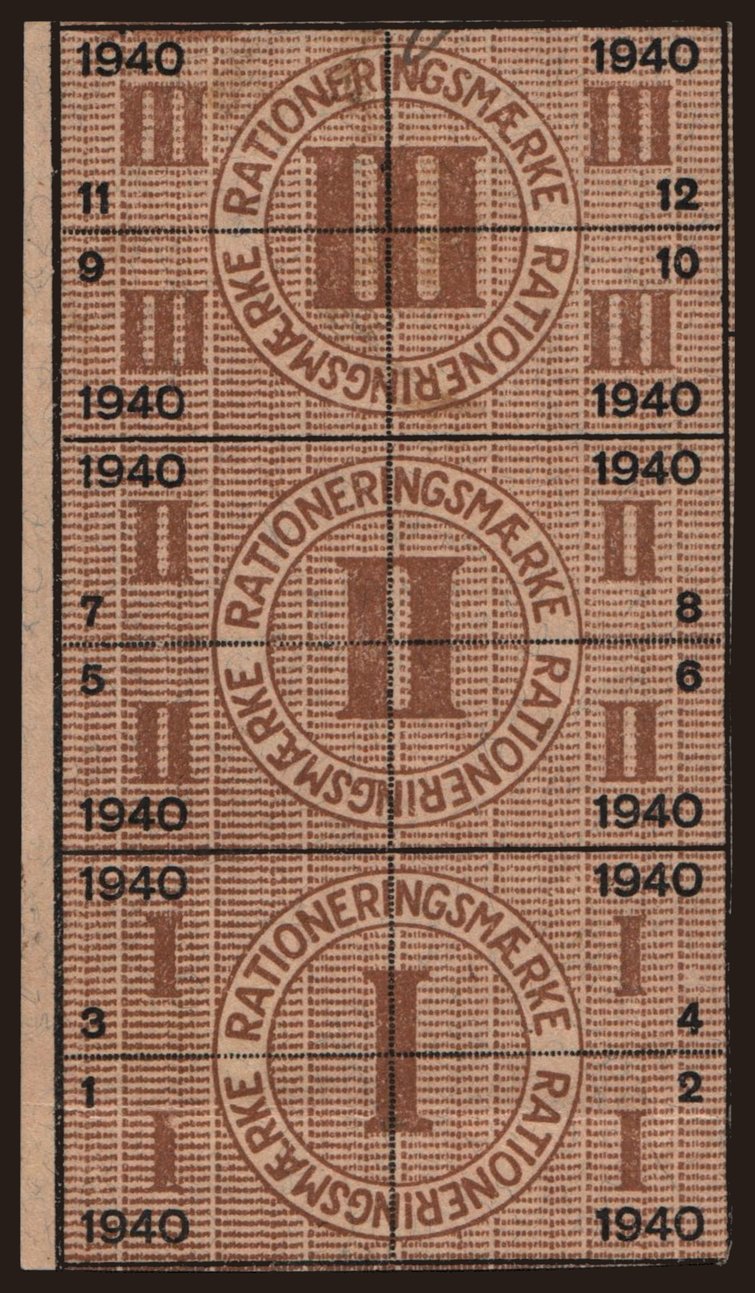 1940 1940
III III
RATIONERINGSMÆRKE RATIONERINGSMÆRKE
III
11 12
9 10
III III
1940 1940
1940 1940
II II
RATIONERINGSMÆRKE RATIONERINGSMÆRKE
II
7 8
5 6
II II
1940 1940
1940 1940
I I
RATIONERINGSMÆRKE RATIONERINGSMÆRKE
I
3 4
1 2
I I
1940 1940